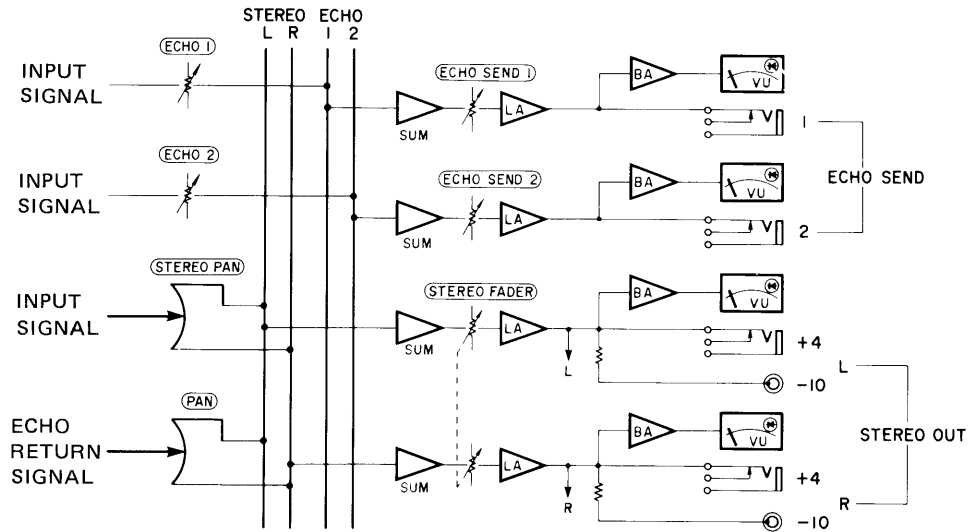 STEREO ECHO
L R 1 2
ECHO 1
INPUT
SIGNAL
ECHO SEND 1
SUM
LA
BA
VU
1
ECHO 2
INPUT
SIGNAL
ECHO SEND 2
SUM
LA
BA
VU
2
ECHO SEND
STEREO PAN
INPUT
SIGNAL
STEREO FADER
SUM
LA
L
BA
VU
+4
-10
L
PAN
ECHO
RETURN
SIGNAL
SUM
LA
R
BA
VU
+4
-10
R
STEREO OUT